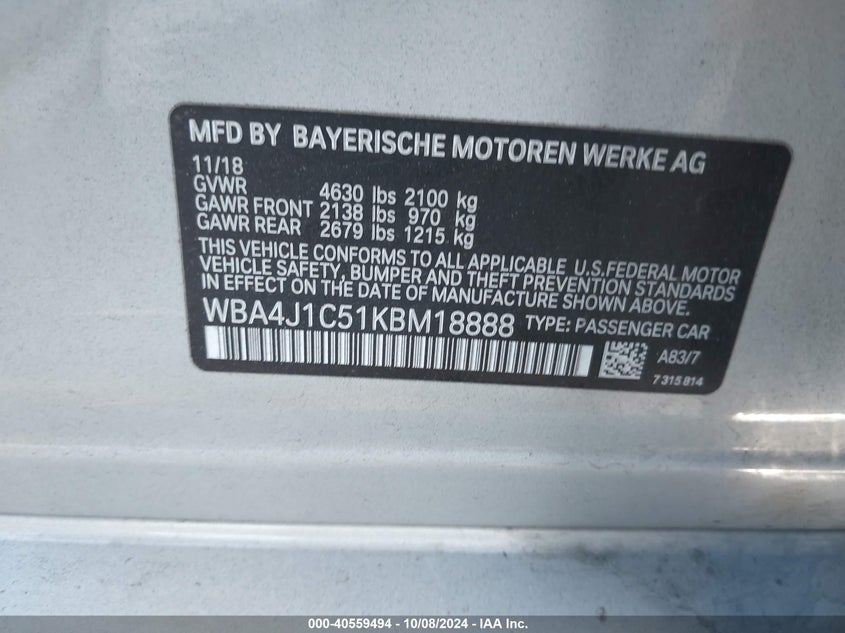 MFD BY BAYERISCHE MOTOREN WERKE AG
11/18
GVWR 4630 lbs 2100 kg
GAWR FRONT 2138 lbs 970 kg
GAWR REAR 2679 lbs 1215 kg
THIS VEHICLE CONFORMS TO ALL APPLICABLE U.S.FEDERAL MOTOR
VEHICLE SAFETY, BUMPER AND THEFT PREVENTION STANDARDS
IN EFFECT ON THE DATE OF MANUFACTURE SHOWN ABOVE.
WBA4J1C51KBM18888 TYPE: PASSENGER CAR
A83/7
7 315 814
000-40559494 - 10/08/2024 - IAA Inc.